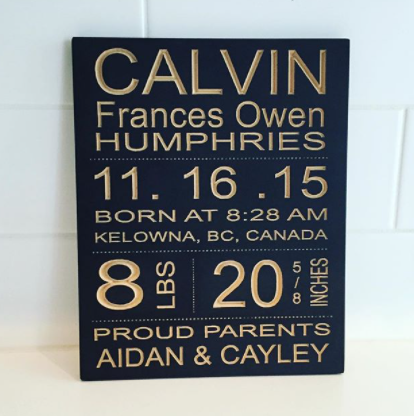 CALVIN
Frances Owen
HUMPHRIES
11. 16 .15
BORN AT 8:28 AM
KELOWNA, BC, CANADA
8 LBS 20 5/8 INCHES
PROUD PARENTS
AIDAN & CAYLEY